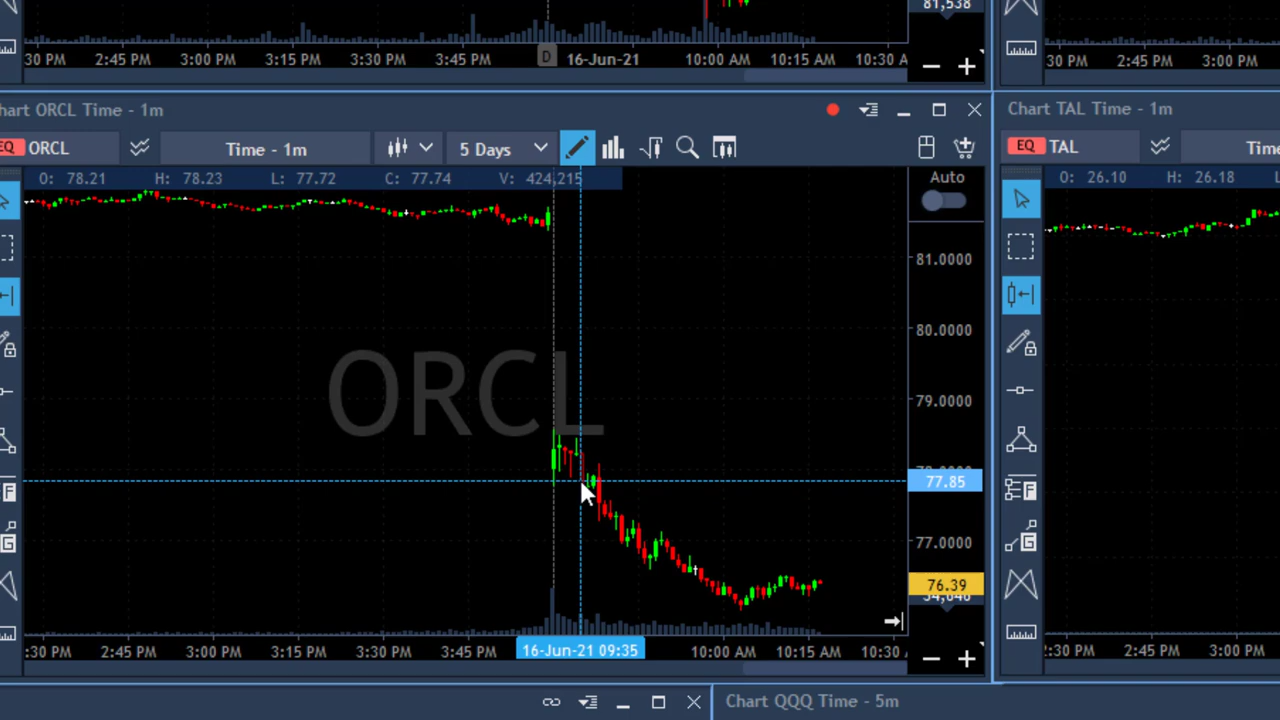 81,538
:30 PM 2:45 PM 3:00 PM 3:15 PM 3:30 PM 3:45 PM D 16-Jun-21 10:00 AM 10:15 AM 10:30 A
:30 PM 2:45 PM 3:00 PM
hart ORCL Time - 1m
Chart TAL Time - 1m
EQ ORCL Time - 1m 5 Days
EQ TAL Time
O: 78.21 H: 78.23 L: 77.72 C: 77.74 V: 424,215
Auto
O: 26.10 H: 26.18 L
81.0000
80.0000
ORCL
79.0000
77.85
F
F
77.0000
G
G
76.39
:30 PM 2:45 PM 3:00 PM 3:15 PM 3:30 PM 3:45 PM 16-Jun-21 09:35 10:00 AM 10:15 AM 10:30
2:30 PM 2:45 PM 3:00 PM
Chart QQQ Time - 5m